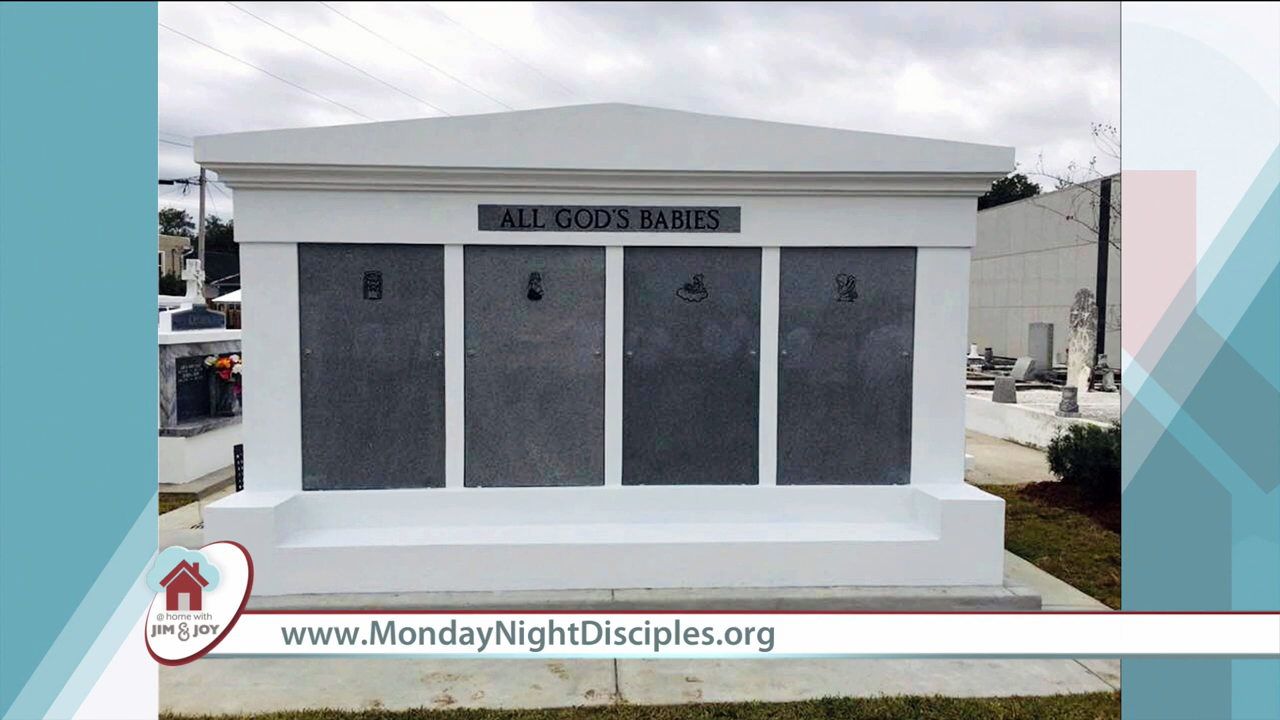 ALL GOD'S BABIES
@ home with
JIM & JOY
www.MondayNightDisciples.org